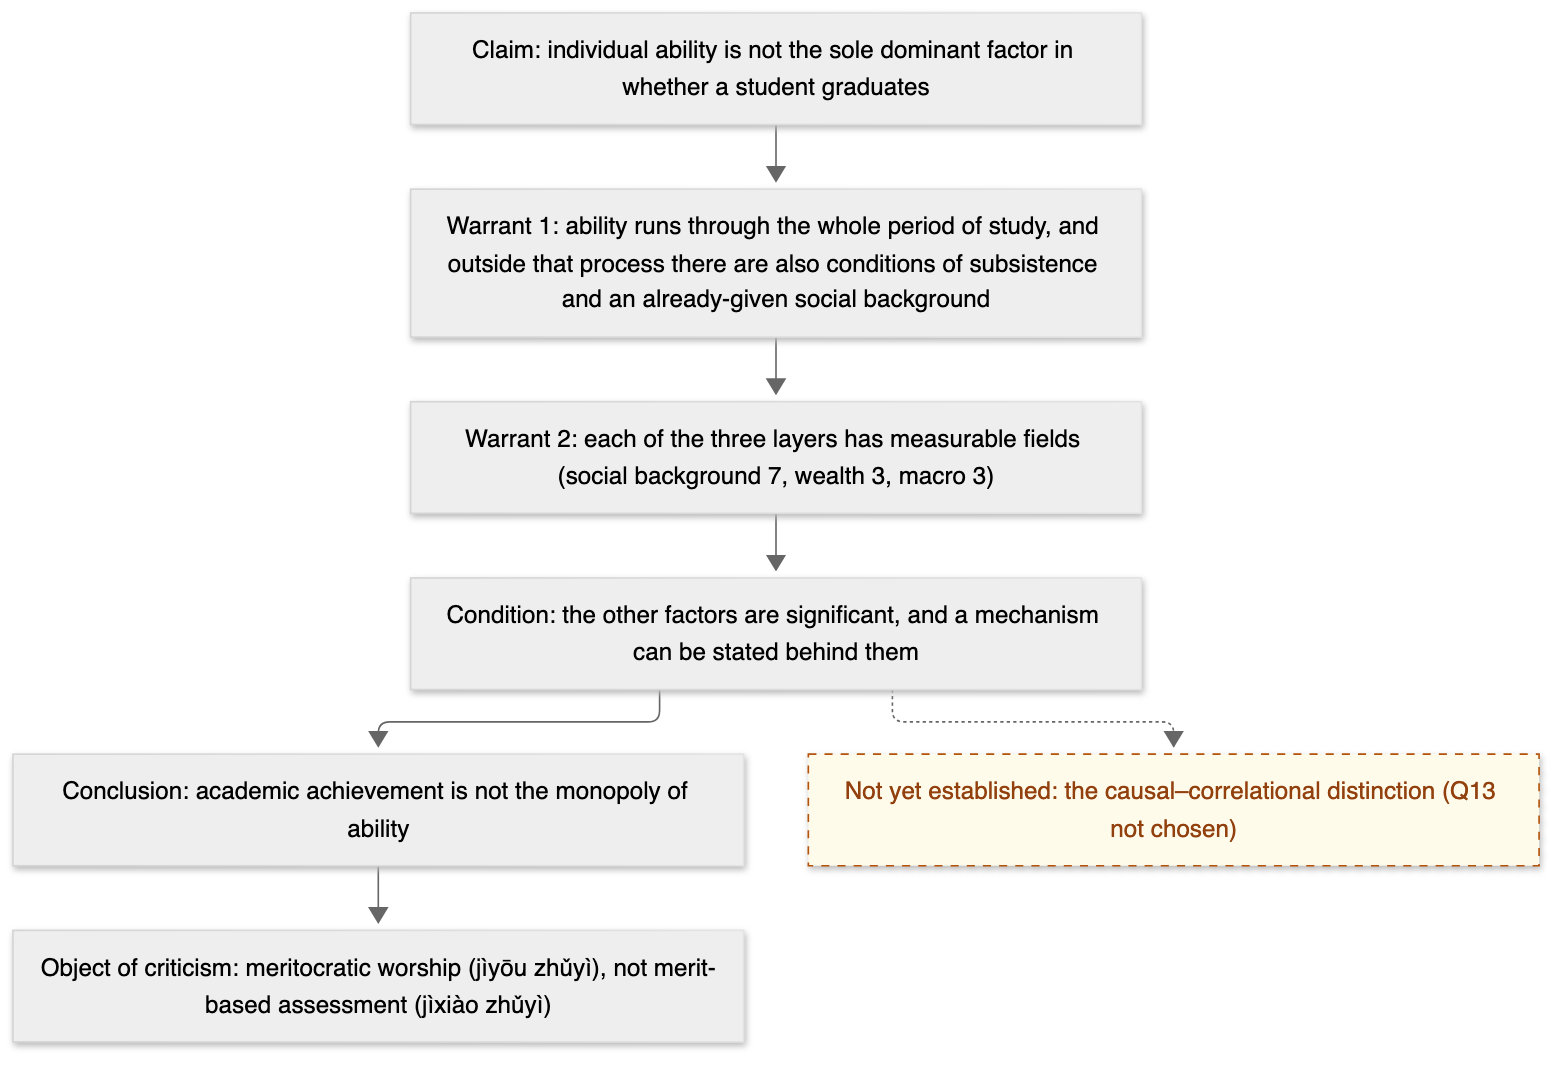 Claim: individual ability is not the sole dominant factor in
whether a student graduates
Warrant 1: ability runs through the whole period of study, and
outside that process there are also conditions of subsistence
and an already-given social background
Warrant 2: each of the three layers has measurable fields
(social background 7, wealth 3, macro 3)
Condition: the other factors are significant, and a mechanism
can be stated behind them
Conclusion: academic achievement is not the monopoly of
ability
Not yet established: the causal–correlational distinction (Q13
not chosen)
Object of criticism: meritocratic worship (jìyōu zhǔyì), not merit-
based assessment (jìxiào zhǔyì)